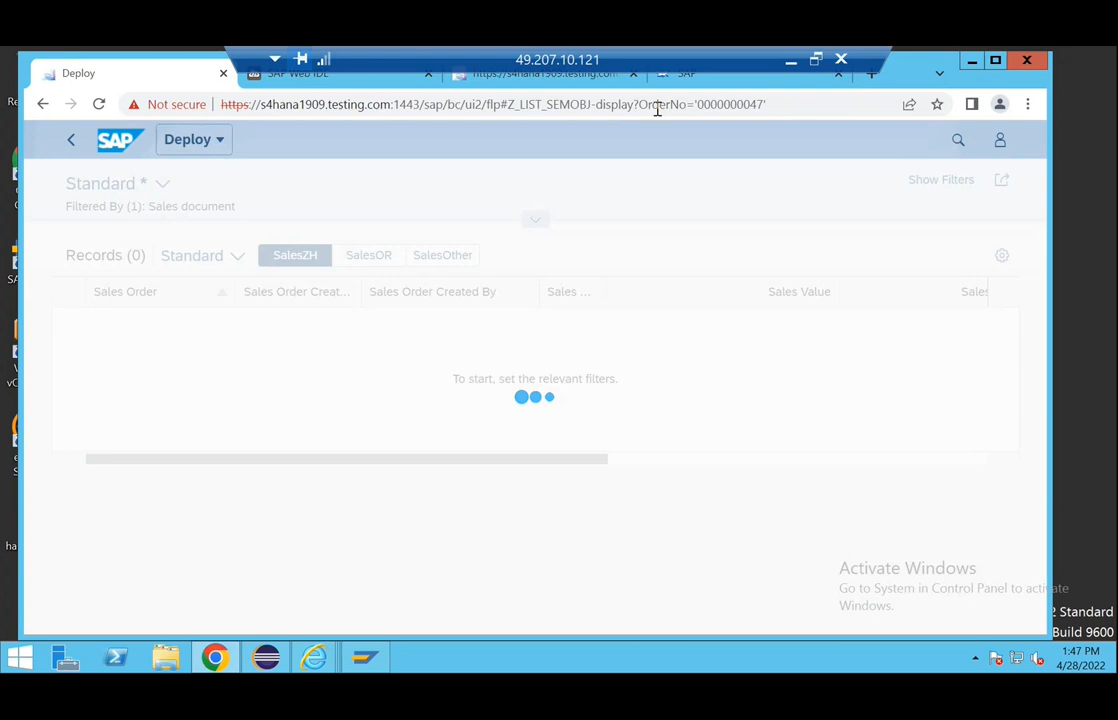 49.207.10.121
Deploy
SAP Web IDE
https://s4hana1909.testing.com
SAP
Not secure
https://s4hana1909.testing.com:1443/sap/bc/ui2/flp#Z_LIST_SEMOBJ-display?OrderNo='0000000047'
SAP
Deploy
Standard *
Show Filters
Filtered By (1): Sales document
Records (0)
Standard
SalesZH
SalesOR
SalesOther
Sales Order
Sales Order Creat...
Sales Order Created By
Sales ...
Sales Value
Sales
To start, set the relevant filters.
Activate Windows
Go to System in Control Panel to activate
Windows.
2 Standard
Build 9600
1:47 PM
4/28/2022